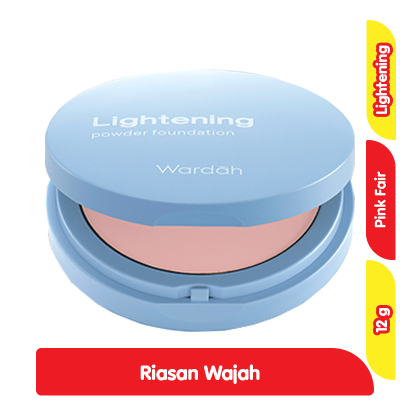 Lightening
powder foundation
Wardah
Lightening
Pink Fair
12 g
Riasan Wajah